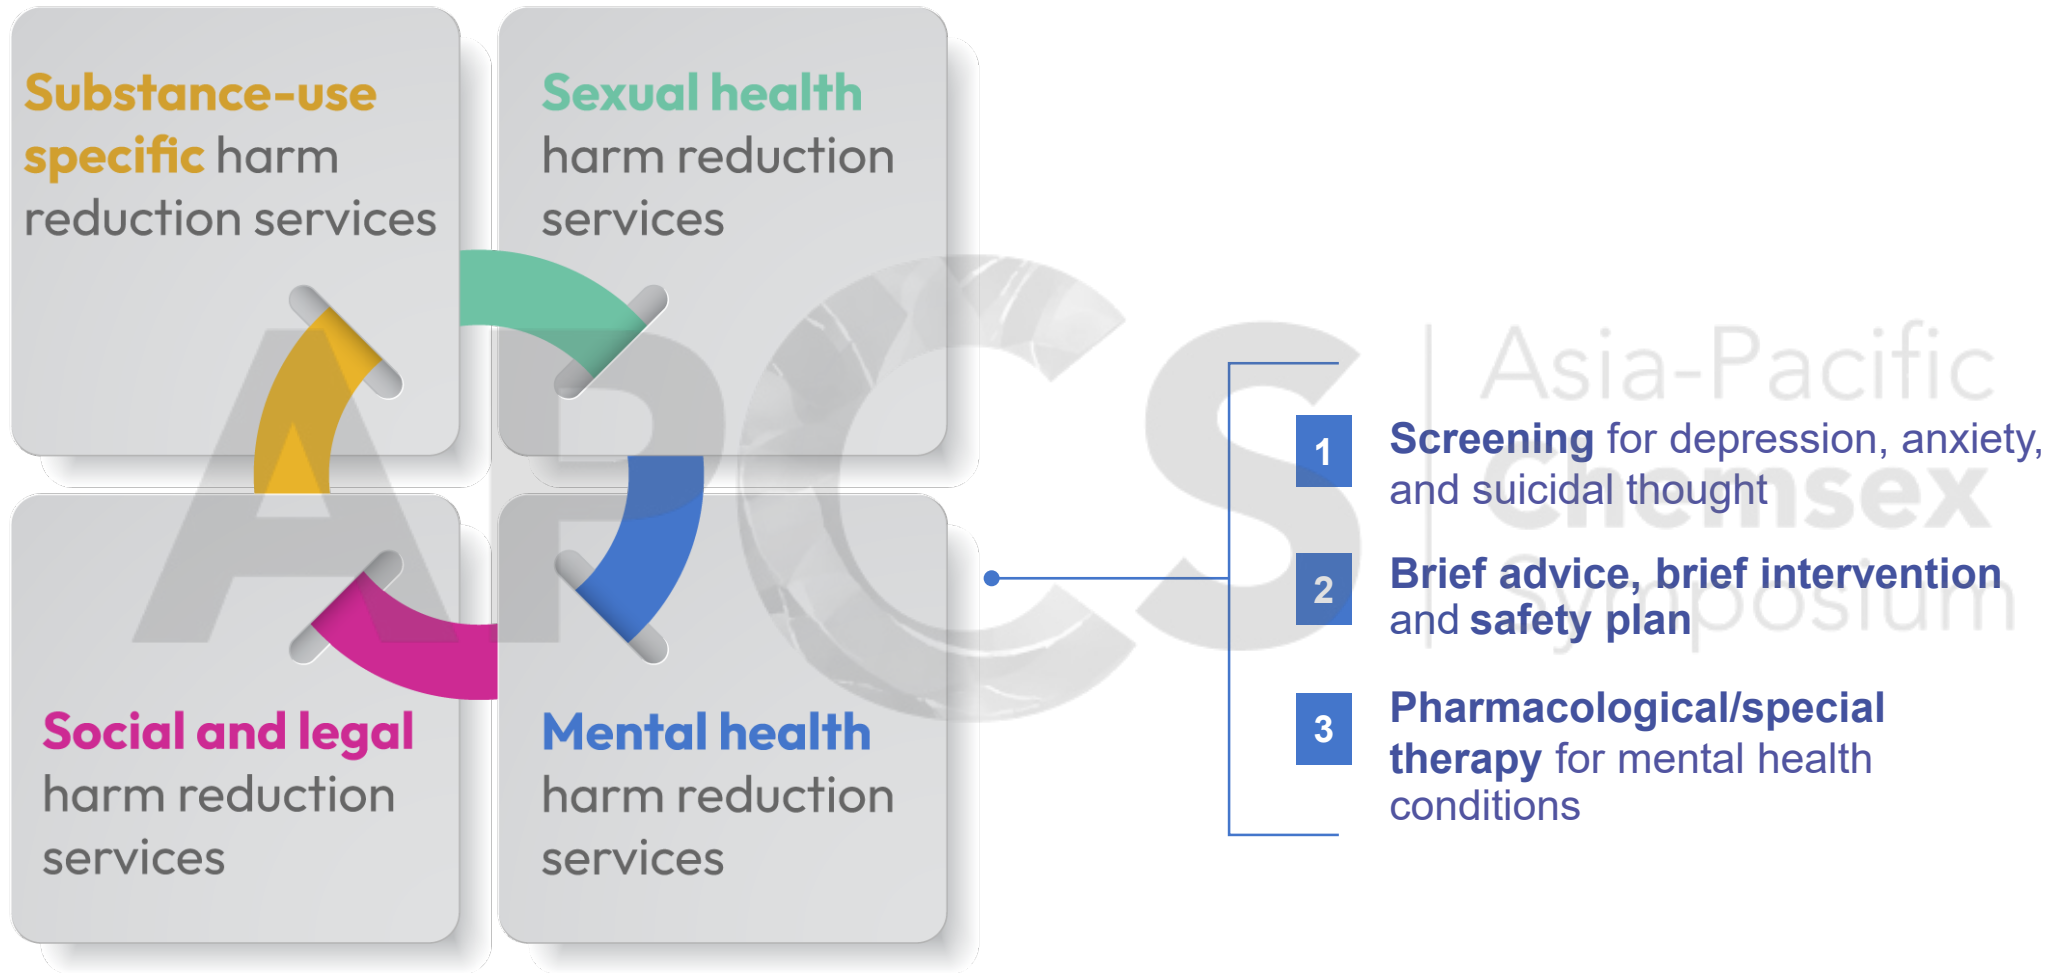 Substance-use
specific harm
reduction services
Sexual health
harm reduction
services
Social and legal
harm reduction
services
Mental health
harm reduction
services
1
Screening for depression, anxiety,
and suicidal thought
2
Brief advice, brief intervention
and safety plan
3
Pharmacological/special
therapy for mental health
conditions
APCS
Asia-Pacific
Chemsex
Symposium